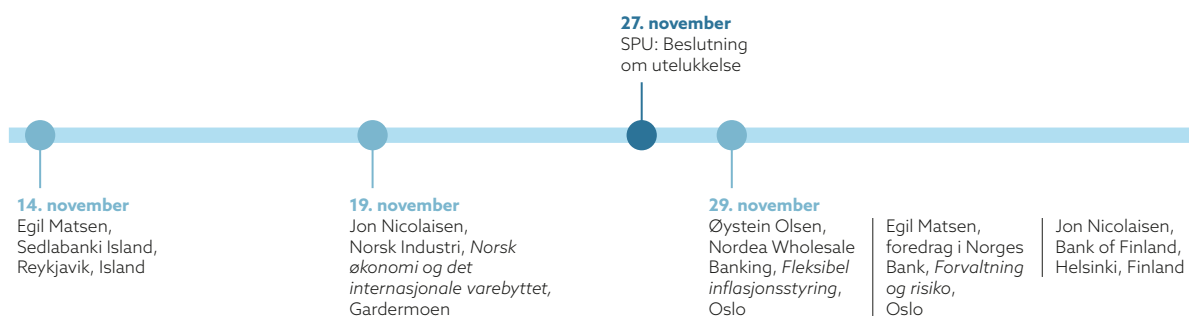 27. november
SPU: Beslutning
om utelukkelse
14. november
Egil Matsen,
Sedlabanki Island,
Reykjavik, Island
19. november
Jon Nicolaisen,
Norsk Industri, Norsk
økonomi og det
internasjonale varebyttet,
Gardermoen
29. november
Øystein Olsen,
Nordea Wholesale
Banking, Fleksibel
inflasjonsstyring,
Oslo
Egil Matsen,
foredrag i Norges
Bank, Forvaltning
og risiko,
Oslo
Jon Nicolaisen,
Bank of Finland,
Helsinki, Finland